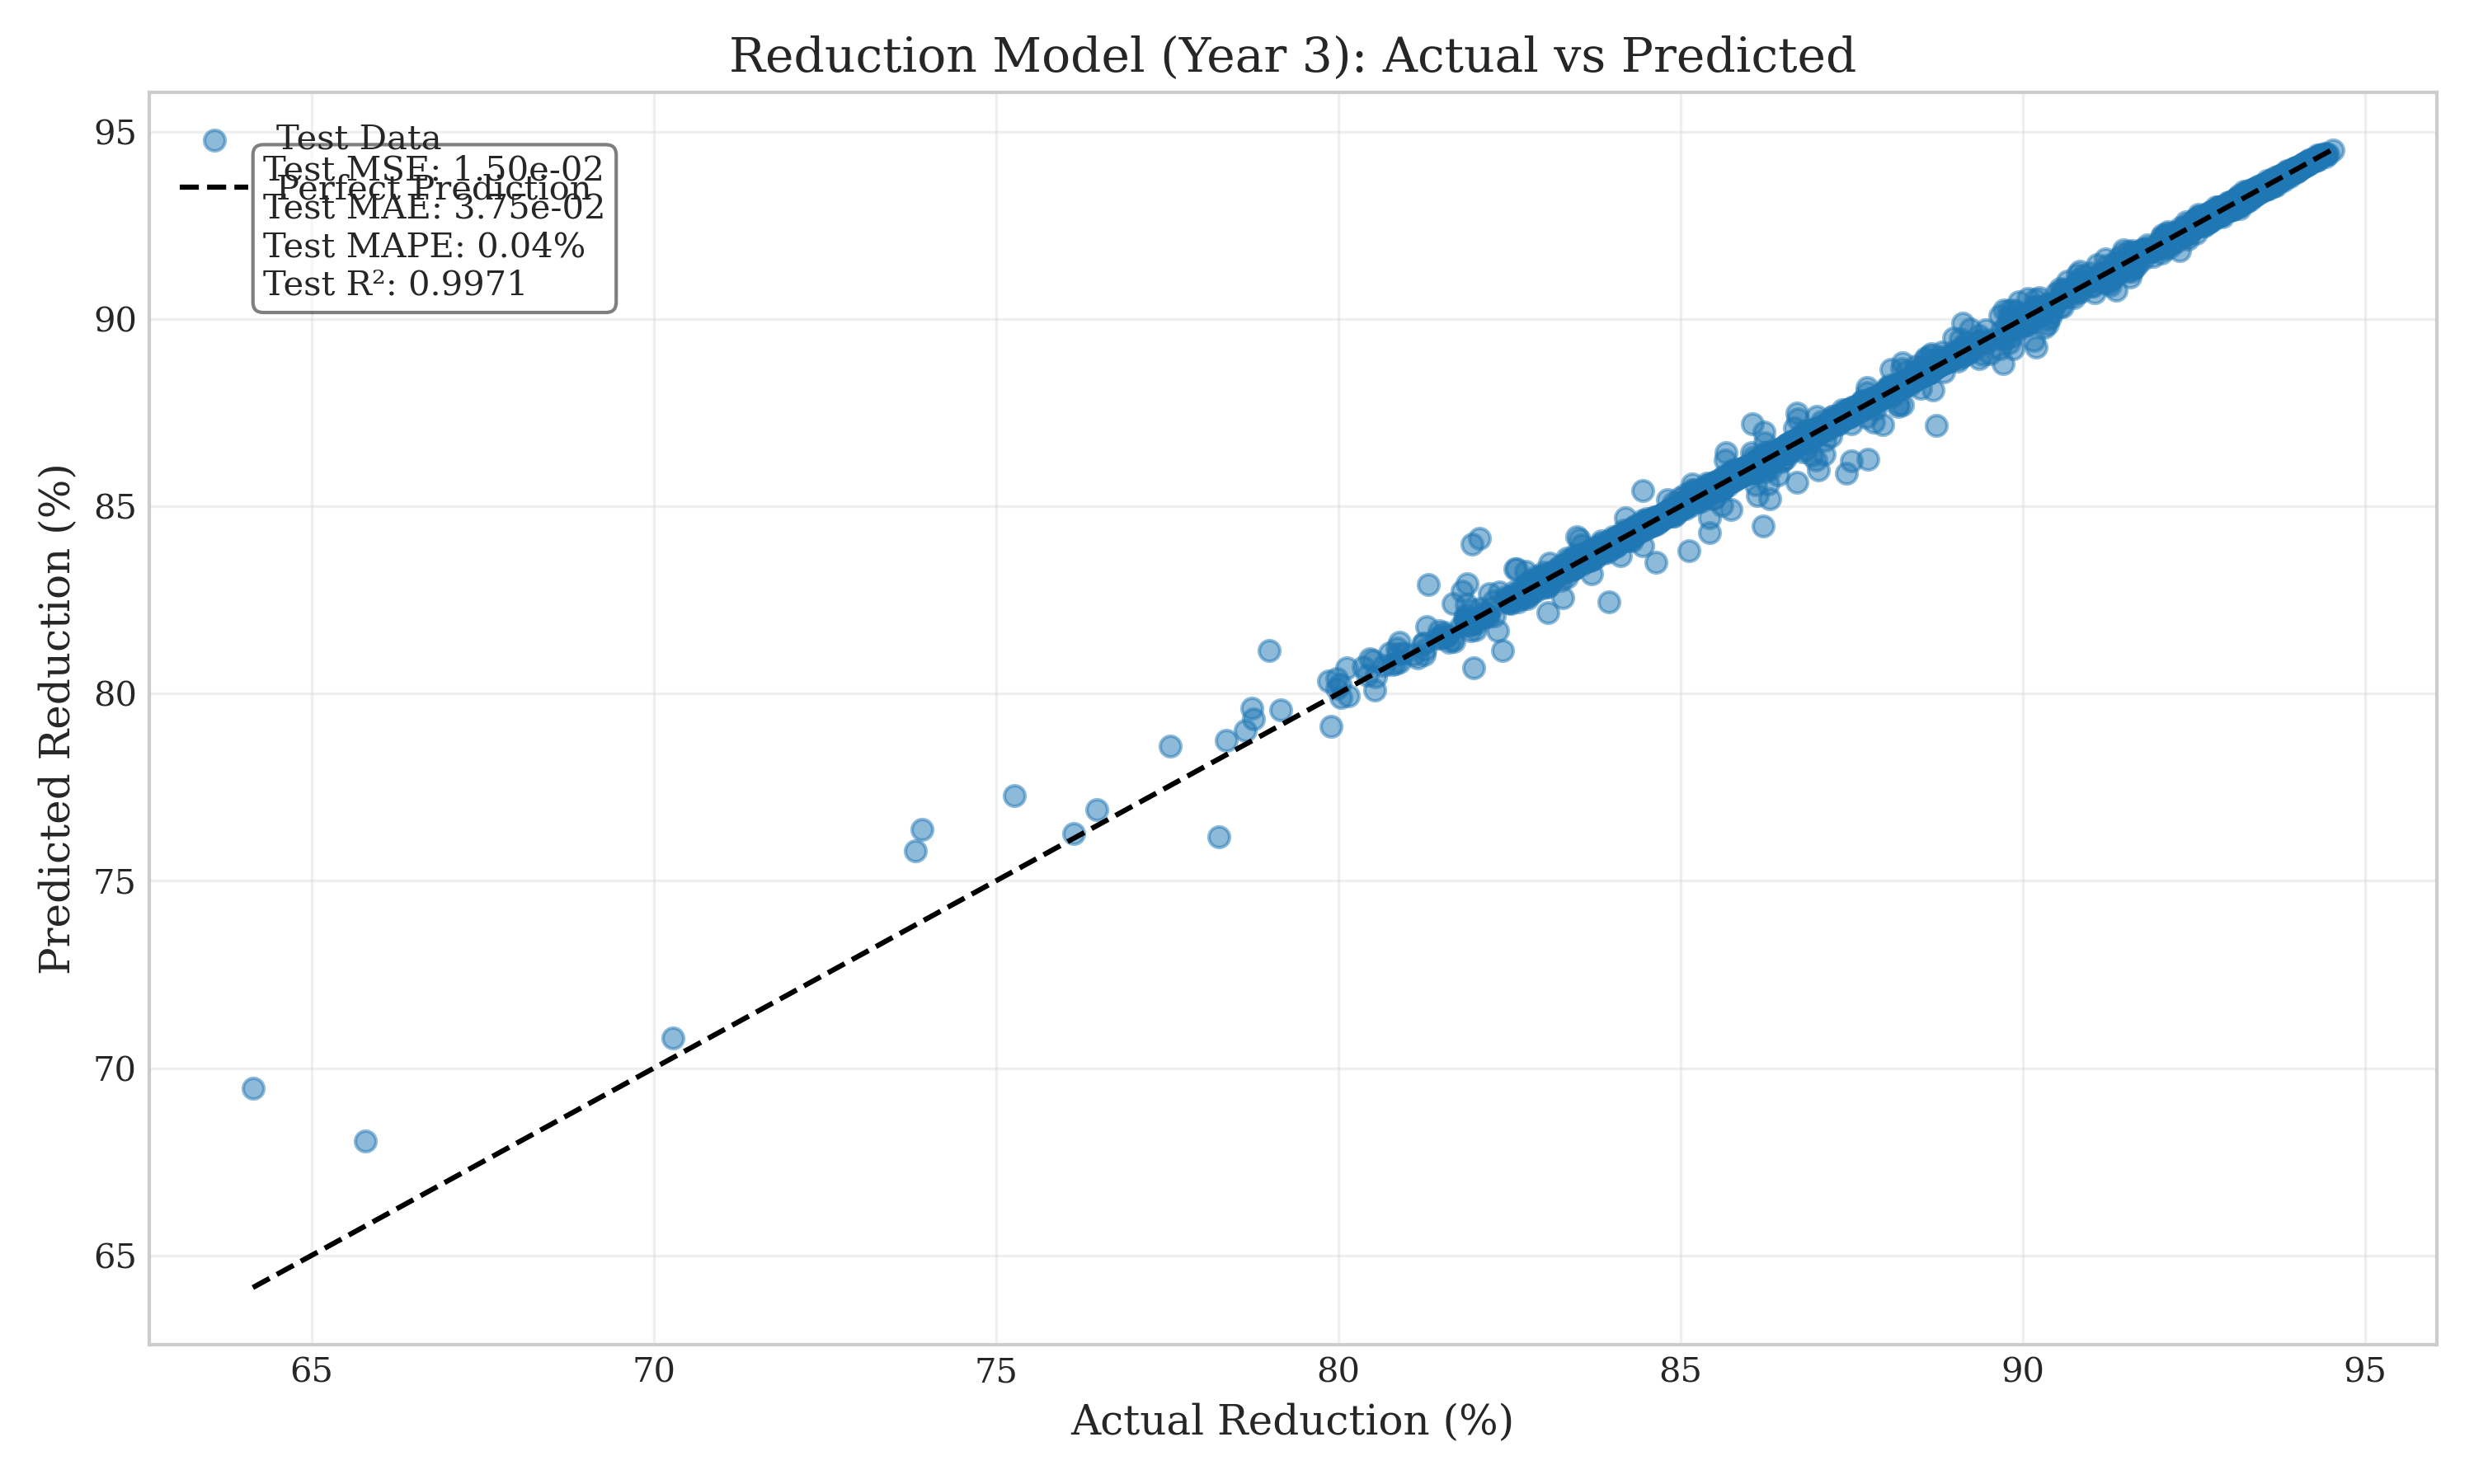 Reduction Model (Year 3): Actual vs Predicted
Test Data
Perfect Prediction
Test MSE: 1.50e-02
Test MAE: 3.75e-02
Test MAPE: 0.04%
Test R²: 0.9971
95
90
85
80
75
70
65
Predicted Reduction (%)
65 70 75 80 85 90 95
Actual Reduction (%)